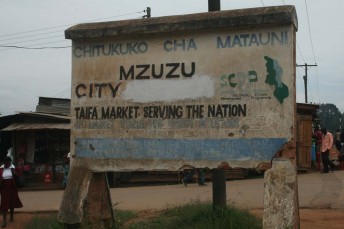 CHITUKUKO CHA MATAUNI
MZUZU
CITY
TAIFA MARKET SERVING THE NATION